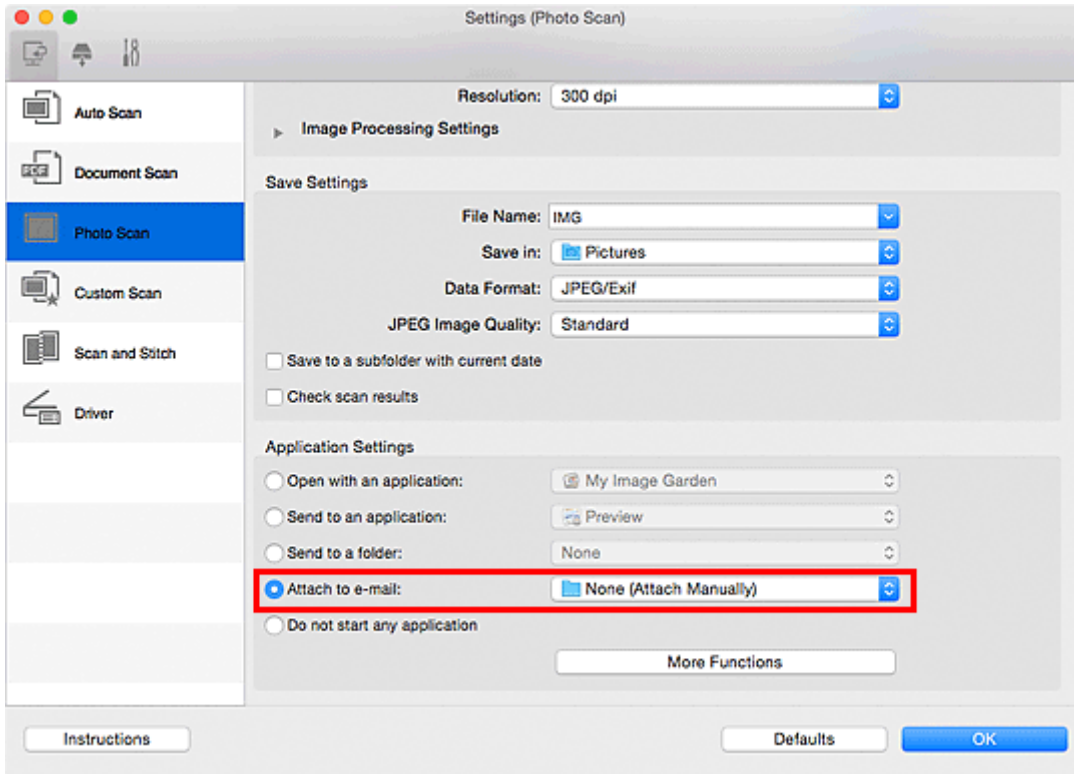 Settings (Photo Scan)
Auto Scan
PDF
Document Scan
Photo Scan
Custom Scan
Scan and Stitch
Driver
Resolution: 300 dpi
Image Processing Settings
Save Settings
File Name: IMG
Save in: Pictures
Data Format: JPEG/Exif
JPEG Image Quality: Standard
Save to a subfolder with current date
Check scan results
Application Settings
Open with an application: My Image Garden
Send to an application: Preview
Send to a folder: None
Attach to e-mail: None (Attach Manually)
Do not start any application
More Functions
Instructions
Defaults
OK